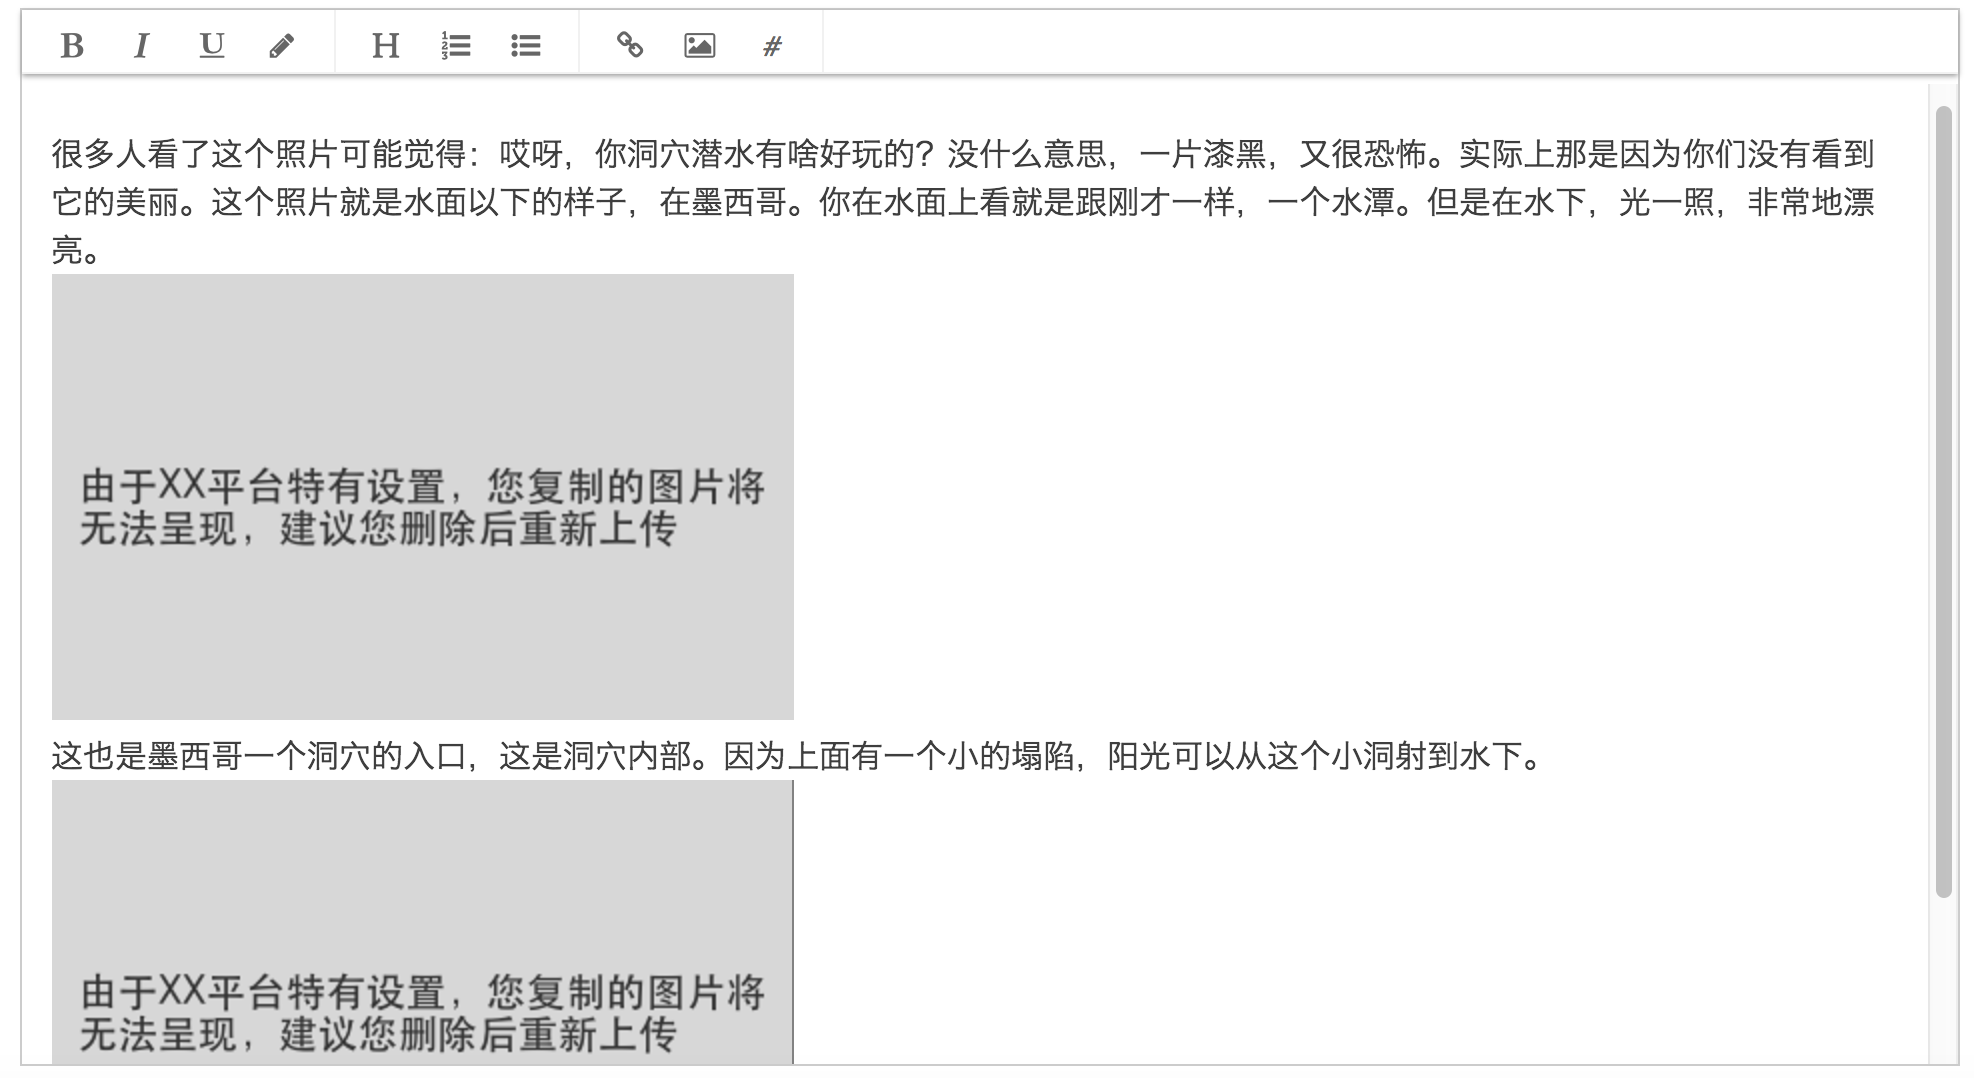 B I U H #
很多人看了这个照片可能觉得：哎呀，你洞穴潜水有啥好玩的？没什么意思，一片漆黑，又很恐怖。实际上那是因为你们没有看到
它的美丽。这个照片就是水面以下的样子，在墨西哥。你在水面上看就是跟刚才一样，一个水潭。但是在水下，光一照，非常地漂
亮。
由于XX平台特有设置，您复制的图片将
无法呈现，建议您删除后重新上传
这也是墨西哥一个洞穴的入口，这是洞穴内部。因为上面有一个小的塌陷，阳光可以从这个小洞射到水下。
由于XX平台特有设置，您复制的图片将
无法呈现，建议您删除后重新上传